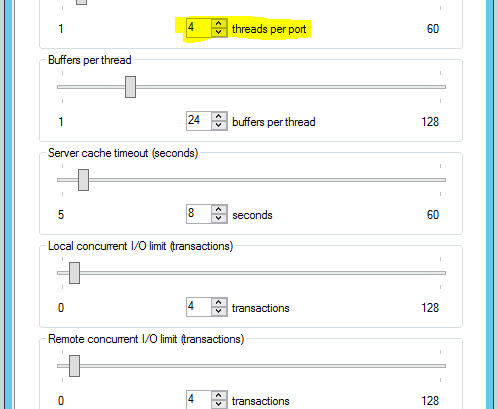 1 4 threads per port 60
Buffers per thread
1 24 buffers per thread 128
Server cache timeout (seconds)
5 8 seconds 60
Local concurrent I/O limit (transactions)
0 4 transactions 128
Remote concurrent I/O limit (transactions)
0 4 transactions 128